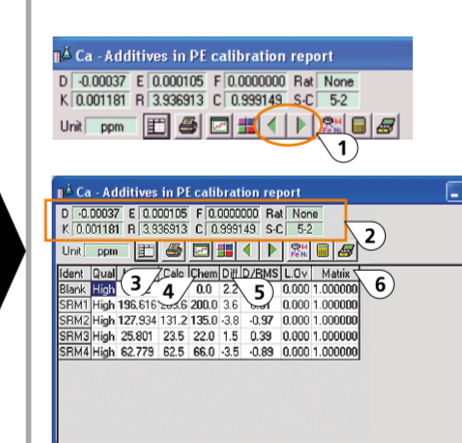 Ca - Additives in PE calibration report
D -0.00037 E 0.000105 F 0.0000000 Rat None
K 0.001181 R 3.936913 C 0.999149 S-C 5-2
Unit ppm
1
Ca - Additives in PE calibration report
D -0.00037 E 0.000105 F 0.0000000 Rat None
K 0.001181 R 3.936913 C 0.999149 S-C 5-2
2
Unit ppm
Ident Qual Calc Chem Diff D/RMS L.Ov Matrix
3 4 5 6
Blank High 0.0 2.2 0.000 1.000000
SRM1 High 196.616 200.0 3.6 0.000 1.000000
SRM2 High 127.934 131.2 135.0 -3.8 -0.97 0.000 1.000000
SRM3 High 25.801 23.5 22.0 1.5 0.39 0.000 1.000000
SRM4 High 62.779 62.5 66.0 -3.5 -0.89 0.000 1.000000